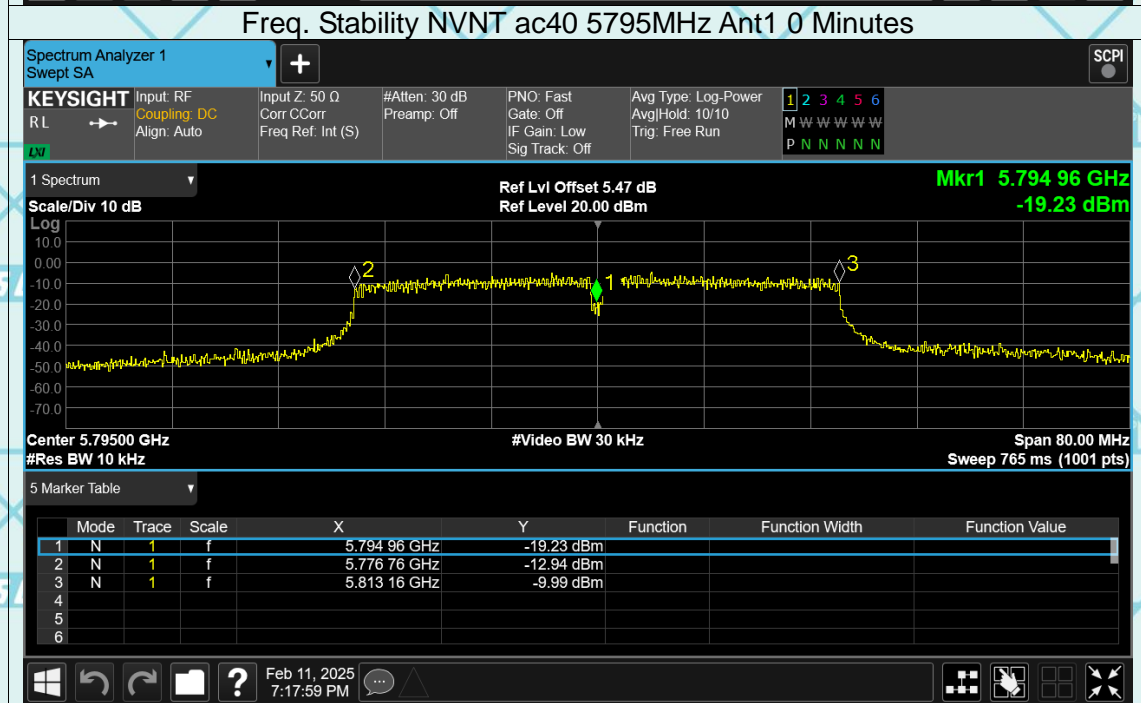 Freq. Stability NVNT ac40 5795MHz Ant1 0 Minutes
Spectrum Analyzer 1
Swept SA
SCPI
KEYSIGHT
R L
LXI
Input: RF
Coupling: DC
Align: Auto
Input Z: 50 Ω
Corr CCorr
Freq Ref: Int (S)
#Atten: 30 dB
Preamp: Off
PNO: Fast
Gate: Off
IF Gain: Low
Sig Track: Off
Avg Type: Log-Power
Avg|Hold: 10/10
Trig: Free Run
1 2 3 4 5 6
M W W W W W
P N N N N N
1 Spectrum
Scale/Div 10 dB
Ref Lvl Offset 5.47 dB
Ref Level 20.00 dBm
Mkr1 5.794 96 GHz
-19.23 dBm
Log
10.0
0.00
-10.0
-20.0
-30.0
-40.0
-50.0
-60.0
-70.0
2
1
3
Center 5.79500 GHz
#Res BW 10 kHz
#Video BW 30 kHz
Span 80.00 MHz
Sweep 765 ms (1001 pts)
5 Marker Table
Mode Trace Scale X Y Function Function Width Function Value
1 N 1 f 5.794 96 GHz -19.23 dBm
2 N 1 f 5.776 76 GHz -12.94 dBm
3 N 1 f 5.813 16 GHz -9.99 dBm
4
5
6
?
Feb 11, 2025
7:17:59 PM